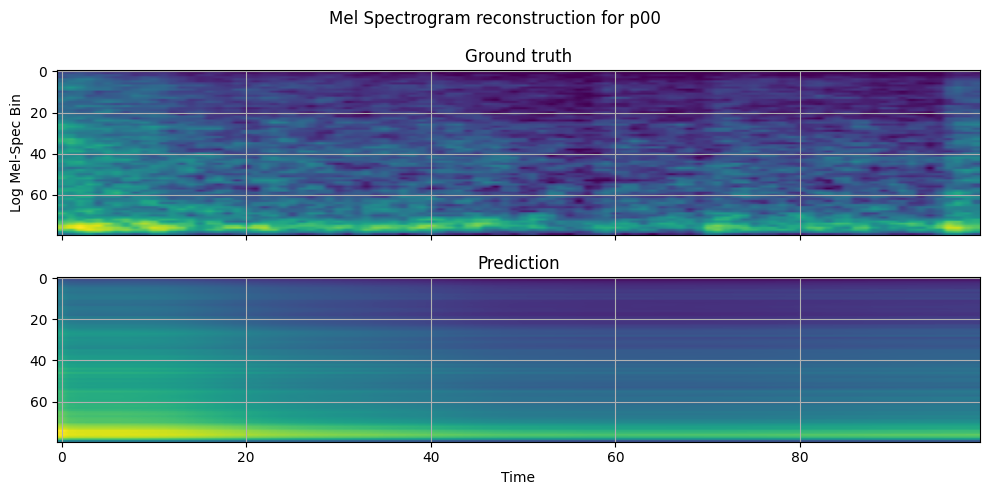 Mel Spectrogram reconstruction for p00
Ground truth
0
20
40
60
Log Mel-Spec Bin
Prediction
0
20
40
60
0 20 40 60 80
Time